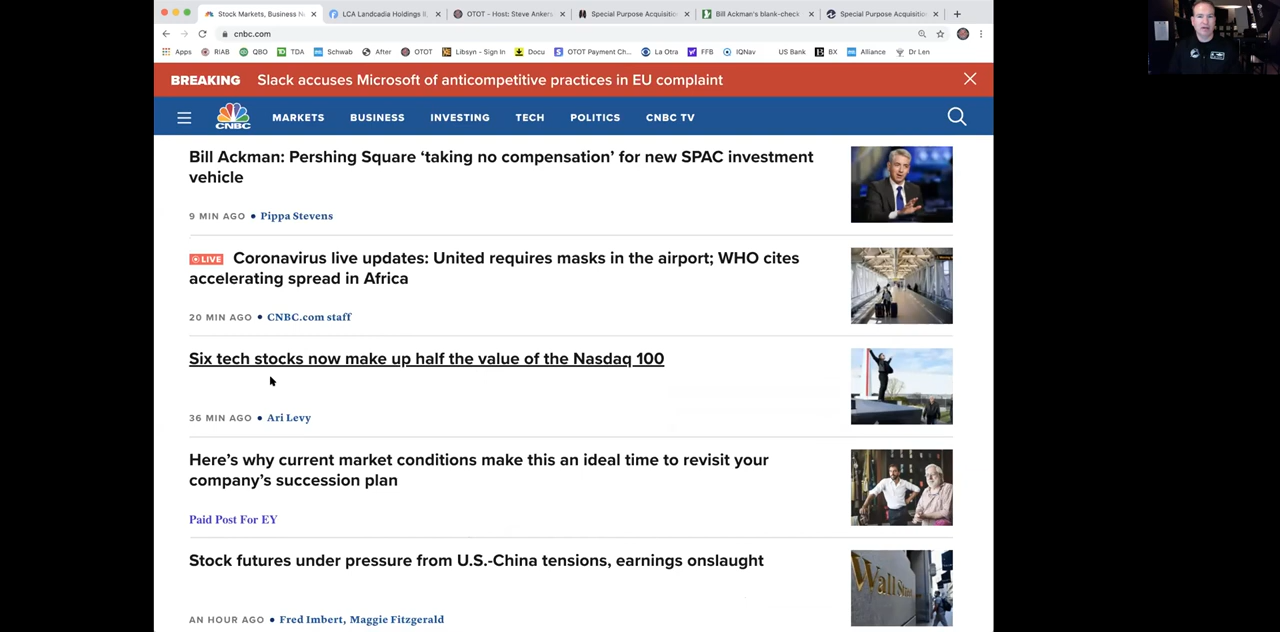 Stock Markets, Business N
LCA Landcadia Holdings II,
OTOT - Host: Steve Ankers
Special Purpose Acquisitio
Bill Ackman's blank-check
Special Purpose Acquisitio
cnbc.com
Apps RIAB QBO TDA Schwab After OTOT Libsyn - Sign In Docu OTOT Payment Ch... La Otra FFB IQNav US Bank BX Alliance Dr Len
BREAKING Slack accuses Microsoft of anticompetitive practices in EU complaint
CNBC MARKETS BUSINESS INVESTING TECH POLITICS CNBC TV
Bill Ackman: Pershing Square ‘taking no compensation’ for new SPAC investment
vehicle
9 MIN AGO • Pippa Stevens
LIVE Coronavirus live updates: United requires masks in the airport; WHO cites
accelerating spread in Africa
20 MIN AGO • CNBC.com staff
Six tech stocks now make up half the value of the Nasdaq 100
36 MIN AGO • Ari Levy
Here’s why current market conditions make this an ideal time to revisit your
company’s succession plan
Paid Post For EY
Stock futures under pressure from U.S.-China tensions, earnings onslaught
Wall St
AN HOUR AGO • Fred Imbert, Maggie Fitzgerald